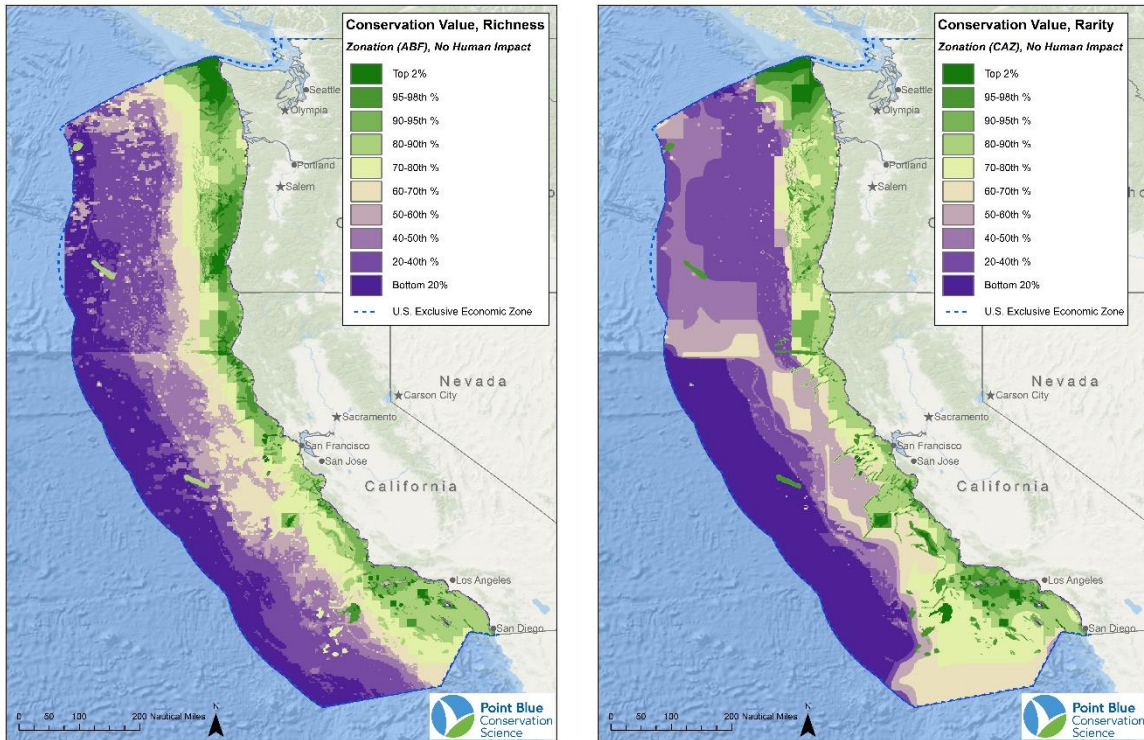 Conservation Value, Richness
Zonation (ABF), No Human Impact
Top 2%
95-98th %
90-95th %
80-90th %
70-80th %
60-70th %
50-60th %
40-50th %
20-40th %
Bottom 20%
U.S. Exclusive Economic Zone
Seattle
Olympia
Portland
Salem
Nevada
Carson City
Sacramento
San Francisco
San Jose
California
Los Angeles
San Diego
0 50 100 200 Nautical Miles
N
Point Blue
Conservation
Science
Conservation Value, Rarity
Zonation (CAZ), No Human Impact
Top 2%
95-98th %
90-95th %
80-90th %
70-80th %
60-70th %
50-60th %
40-50th %
20-40th %
Bottom 20%
U.S. Exclusive Economic Zone
Seattle
Olympia
Portland
Salem
Nevada
Carson City
Sacramento
San Francisco
San Jose
California
Los Angeles
San Diego
0 50 100 200 Nautical Miles
N
Point Blue
Conservation
Science